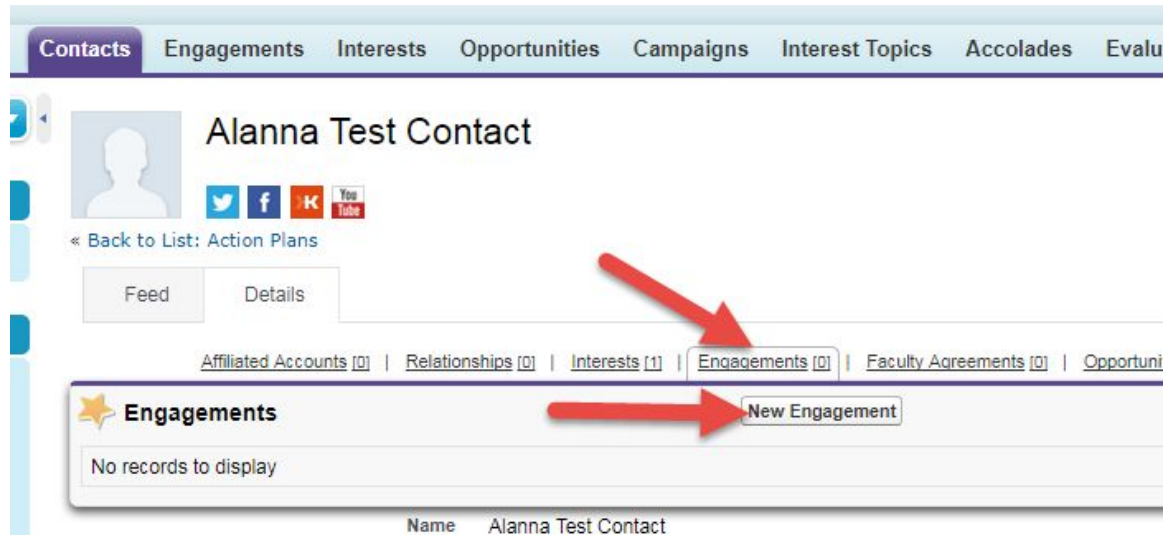 Contacts Engagements Interests Opportunities Campaigns Interest Topics Accolades Evalu
Alanna Test Contact
You
Tube
« Back to List: Action Plans
Feed Details
Affiliated Accounts [0] | Relationships [0] | Interests [1] | Engagements [0] | Faculty Agreements [0] | Opportuni
Engagements New Engagement
No records to display
Name Alanna Test Contact